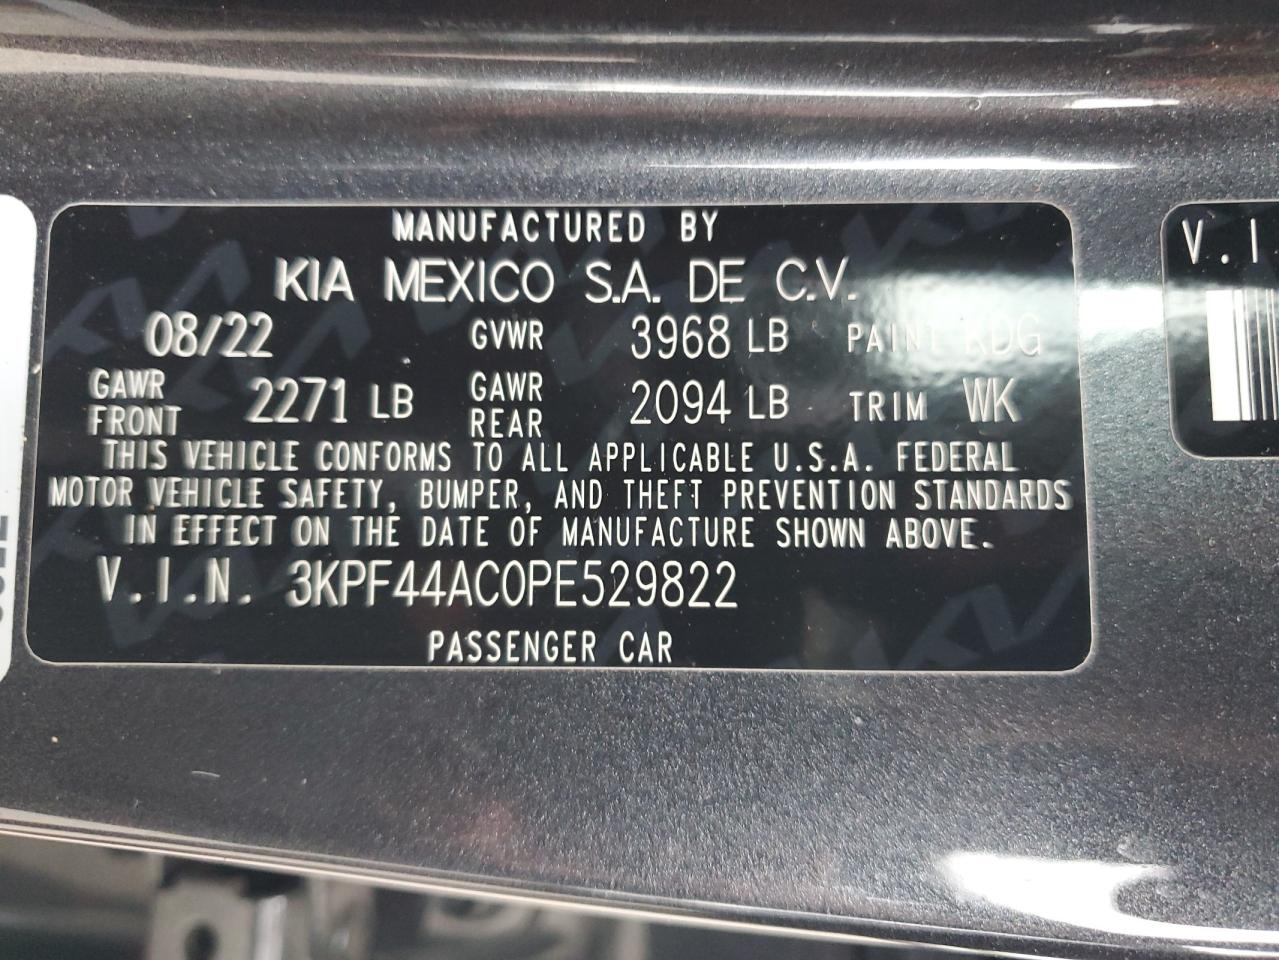 MANUFACTURED BY
KIA MEXICO S.A. DE C.V.
08/22 GVWR 3968 LB PAINT KDG
GAWR FRONT 2271 LB GAWR REAR 2094 LB TRIM WK
THIS VEHICLE CONFORMS TO ALL APPLICABLE U.S.A. FEDERAL
MOTOR VEHICLE SAFETY, BUMPER, AND THEFT PREVENTION STANDARDS
IN EFFECT ON THE DATE OF MANUFACTURE SHOWN ABOVE.
V.I.N. 3KPF44AC0PE529822
PASSENGER CAR
V.I